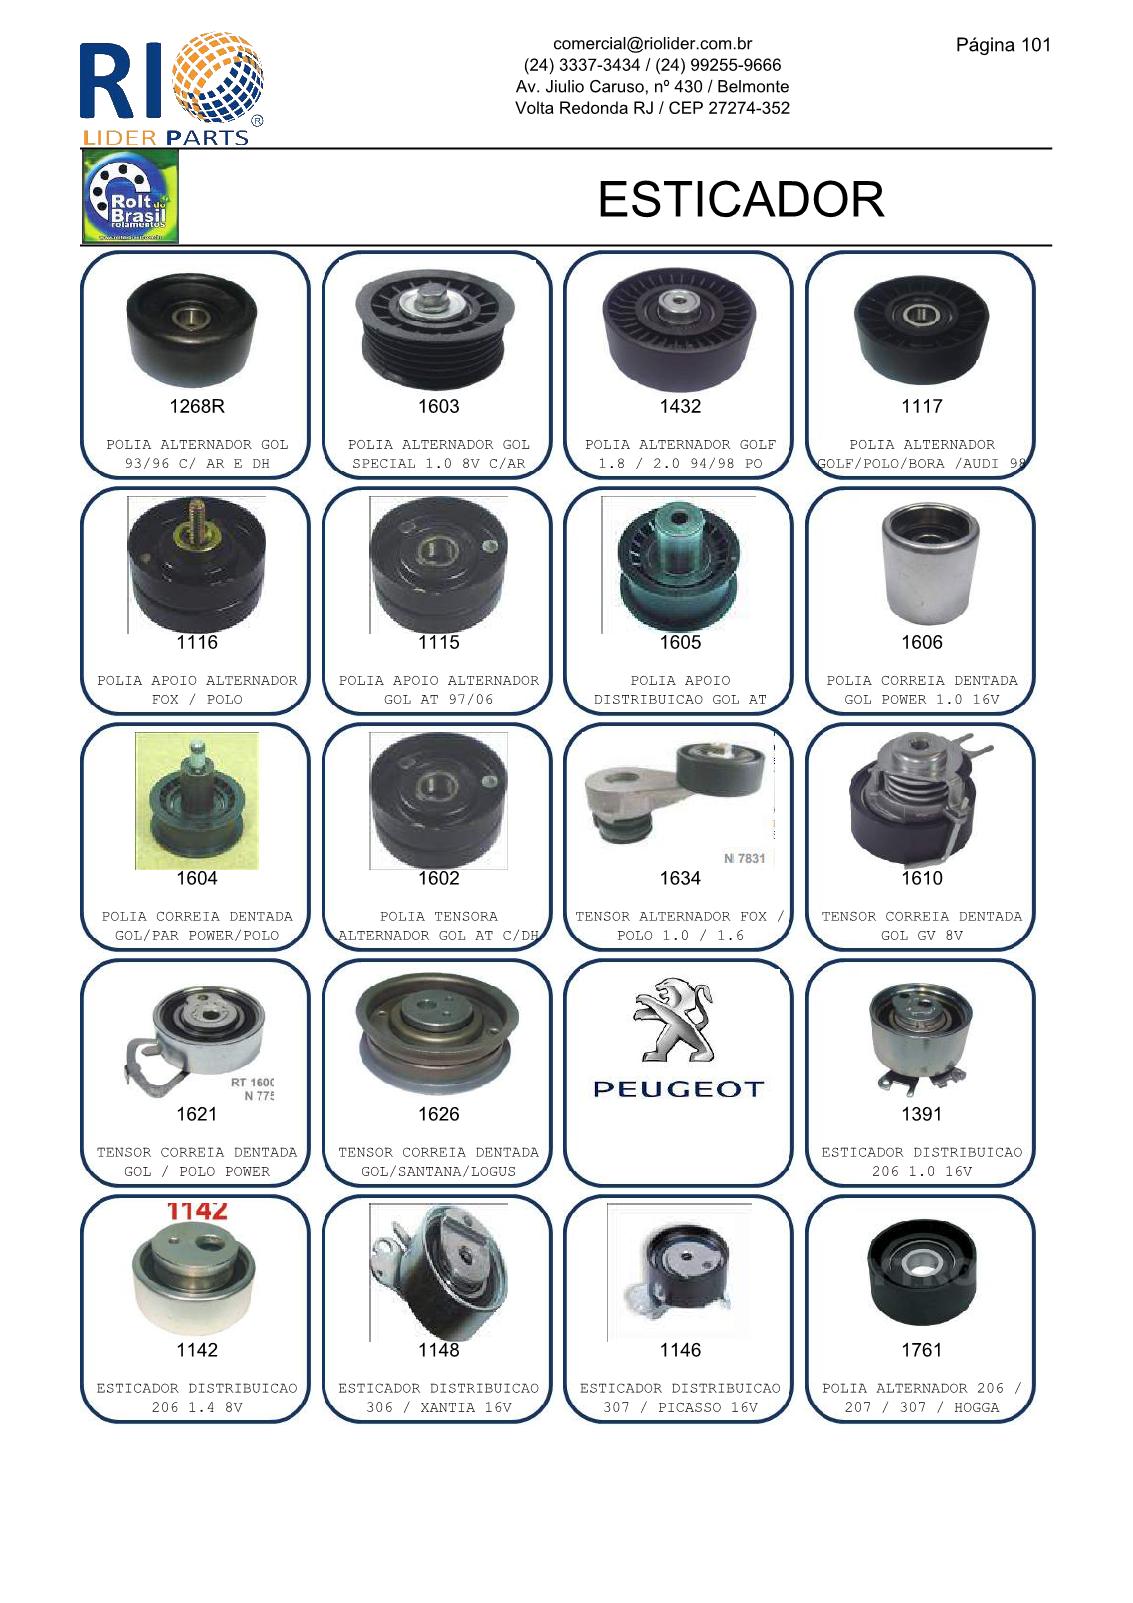 RIO
LIDER PARTS
®
comercial@riolider.com.br
(24) 3337-3434 / (24) 99255-9666
Av. Jiulio Caruso, nº 430 / Belmonte
Volta Redonda RJ / CEP 27274-352
Página 101
Rolt do
Brasil
rolamentos
ESTICADOR
1268R
POLIA ALTERNADOR GOL
93/96 C/ AR E DH
1603
POLIA ALTERNADOR GOL
SPECIAL 1.0 8V C/AR
1432
POLIA ALTERNADOR GOLF
1.8 / 2.0 94/98 PO
1117
POLIA ALTERNADOR
GOLF/POLO/BORA /AUDI 98
1116
POLIA APOIO ALTERNADOR
FOX / POLO
1115
POLIA APOIO ALTERNADOR
GOL AT 97/06
1605
POLIA APOIO
DISTRIBUICAO GOL AT
1606
POLIA CORREIA DENTADA
GOL POWER 1.0 16V
1604
POLIA CORREIA DENTADA
GOL/PAR POWER/POLO
1602
POLIA TENSORA
ALTERNADOR GOL AT C/DH
N 7831
1634
TENSOR ALTERNADOR FOX /
POLO 1.0 / 1.6
1610
TENSOR CORREIA DENTADA
GOL GV 8V
RT 1600
N 775
1621
TENSOR CORREIA DENTADA
GOL / POLO POWER
1626
TENSOR CORREIA DENTADA
GOL/SANTANA/LOGUS
PEUGEOT
1391
ESTICADOR DISTRIBUICAO
206 1.0 16V
1142
1142
ESTICADOR DISTRIBUICAO
206 1.4 8V
1148
ESTICADOR DISTRIBUICAO
306 / XANTIA 16V
1146
ESTICADOR DISTRIBUICAO
307 / PICASSO 16V
1761
POLIA ALTERNADOR 206 /
207 / 307 / HOGGA